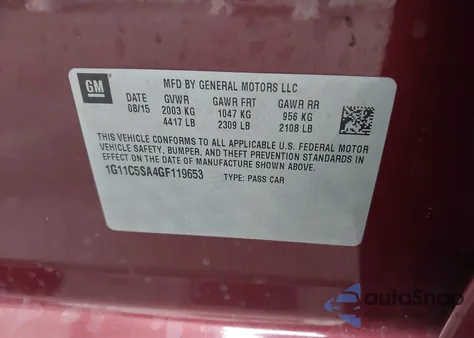 GM
MFD BY GENERAL MOTORS LLC
DATE GVWR GAWR FRT GAWR RR
08/15 2003 KG 1047 KG 956 KG
4417 LB 2309 LB 2108 LB
THIS VEHICLE CONFORMS TO ALL APPLICABLE U.S. FEDERAL MOTOR
VEHICLE SAFETY, BUMPER, AND THEFT PREVENTION STANDARDS IN
EFFECT ON THE DATE OF MANUFACTURE SHOWN ABOVE.
1G11C5SA4GF119653 TYPE: PASS CAR
autoSnap